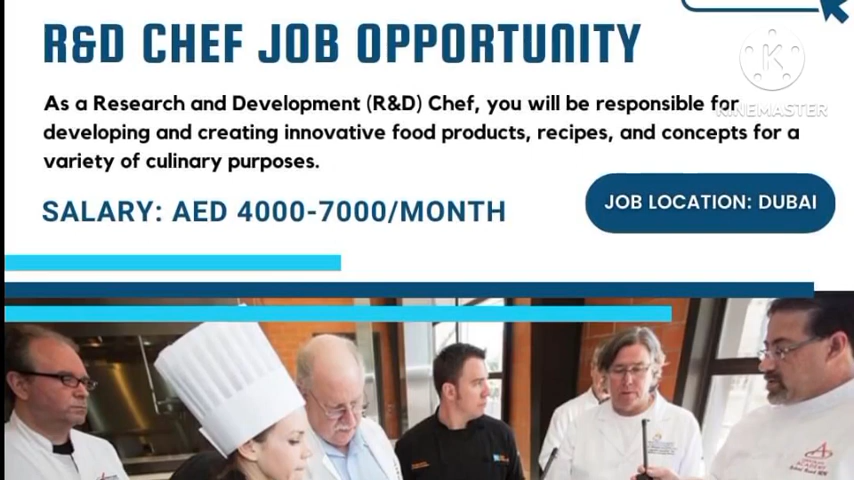 R&D CHEF JOB OPPORTUNITY
KINEMASTER
As a Research and Development (R&D) Chef, you will be responsible for
developing and creating innovative food products, recipes, and concepts for a
variety of culinary purposes.
SALARY: AED 4000-7000/MONTH
JOB LOCATION: DUBAI